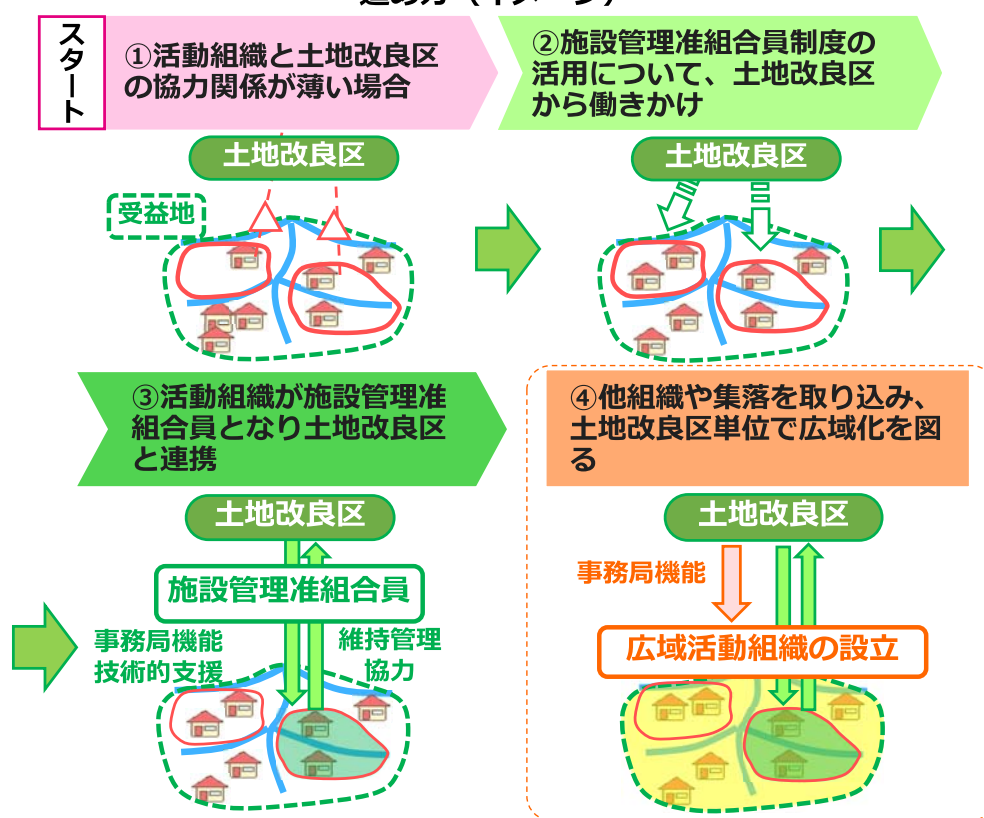 進め方（イメージ）
スタート
①活動組織と土地改良区
の協力関係が薄い場合
②施設管理准組合員制度の
活用について、土地改良区
から働きかけ
土地改良区
受益地
土地改良区
③活動組織が施設管理准
組合員となり土地改良区
と連携
④他組織や集落を取り込み、
土地改良区単位で広域化を図
る
土地改良区
施設管理准組合員
事務局機能
技術的支援
維持管理
協力
土地改良区
事務局機能
広域活動組織の設立